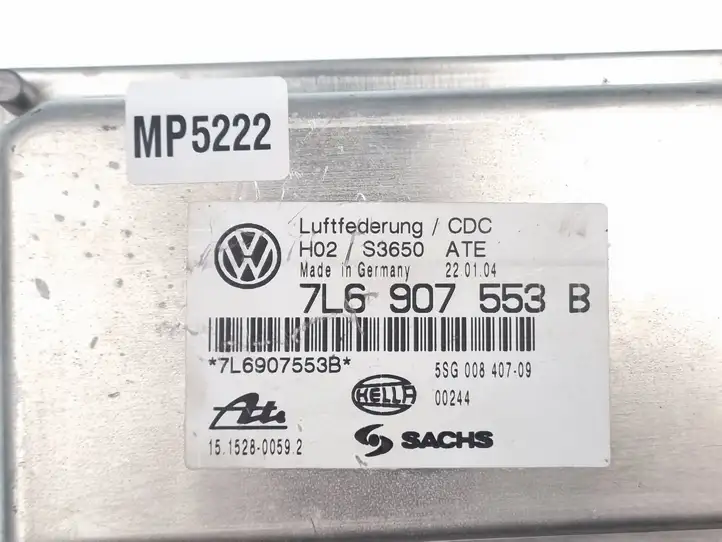 MP5222
VW
Luftfederung / CDC
H02 / S3650 ATE
Made in Germany 22.01.04
7L6 907 553 B
*7L6907553B*
5SG 008 407-09
HELLA 00244
Ate
15.1528-0059.2
SACHS